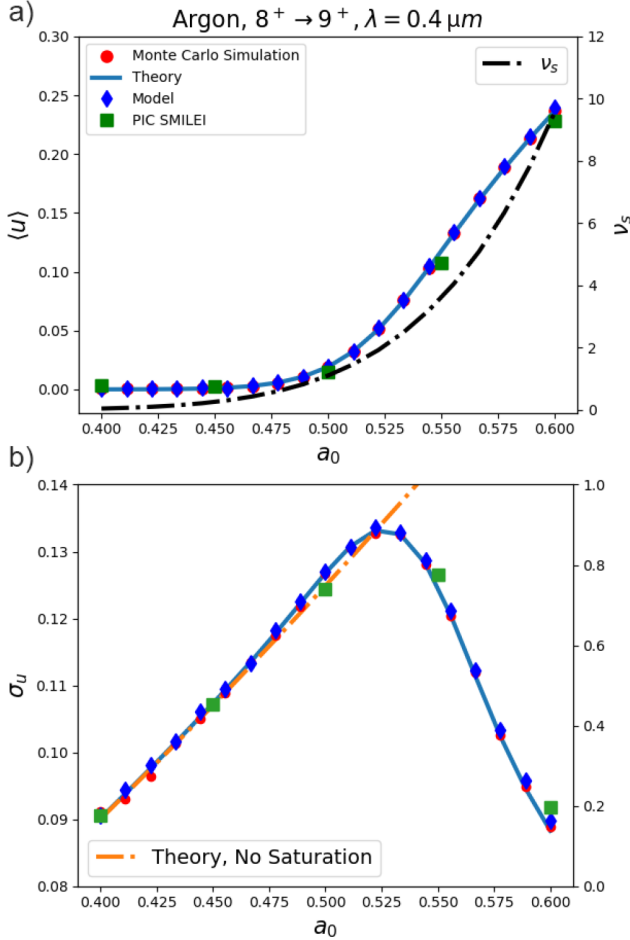 a)
Argon, 8⁺ → 9⁺, λ = 0.4 μm
Monte Carlo Simulation
Theory
Model
PIC SMILEI
νₛ
0.30
0.25
0.20
0.15
0.10
0.05
0.00
⟨u⟩
12
10
8
6
4
2
0
νₛ
0.400 0.425 0.450 0.475 0.500 0.525 0.550 0.575 0.600
a₀
b)
0.14
0.13
0.12
0.11
0.10
0.09
0.08
σᵤ
1.0
0.8
0.6
0.4
0.2
0.0
Theory, No Saturation
0.400 0.425 0.450 0.475 0.500 0.525 0.550 0.575 0.600
a₀